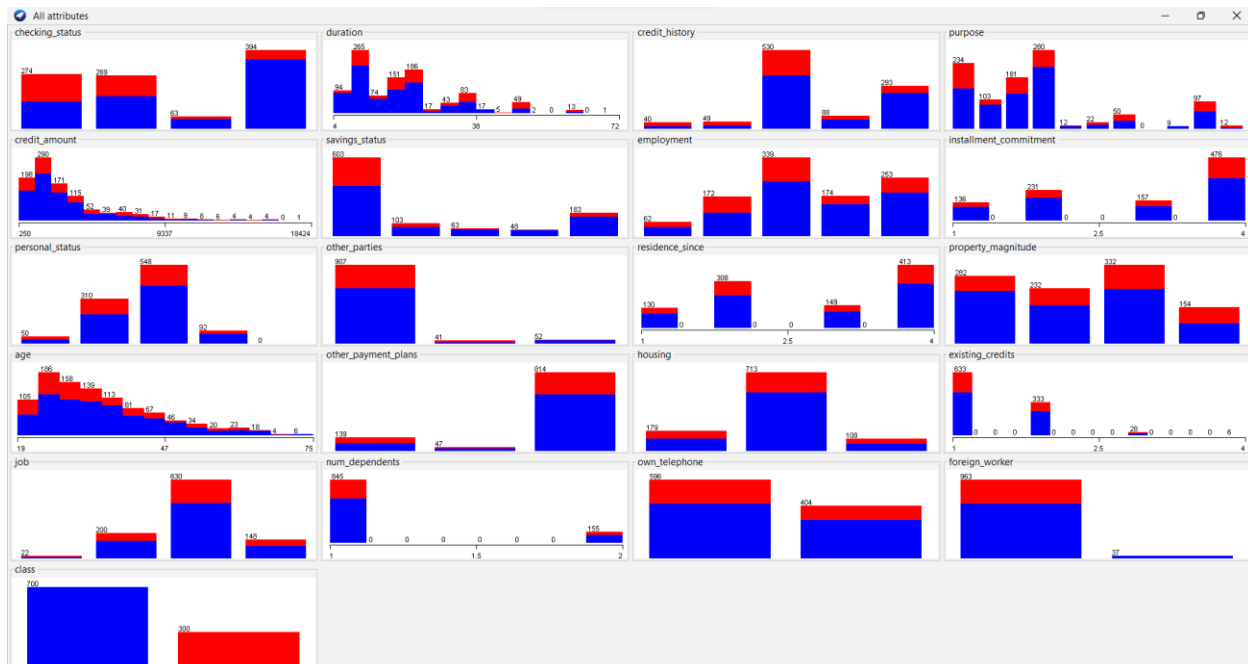 All attributes
checking_status
274 269 63 394
duration
94 265 74 151 186 17 43 83 17 5 49 2 0 13 0 1
4 38 72
credit_history
40 49 530 88 293
purpose
234 103 181 280 12 22 50 0 9 97 12
credit_amount
198 290 171 115 52 39 40 31 17 11 9 8 6 4 4 4 0 1
250 9337 18424
savings_status
603 103 63 48 183
employment
62 172 339 174 253
installment_commitment
136 0 231 0 0 157 0 476
1 2.5 4
personal_status
50 310 548 92 0
other_parties
907 41 52
residence_since
130 0 308 0 0 149 0 413
1 2.5 4
property_magnitude
282 232 332 154
age
105 186 158 139 113 81 57 46 34 20 23 18 4 6
19 47 75
other_payment_plans
139 47 814
housing
179 713 108
existing_credits
633 0 0 0 333 0 0 0 0 28 0 0 0 6
1 2.5 4
job
22 200 630 148
num_dependents
845 0 0 0 0 0 0 155
1 1.5 2
own_telephone
596 404
foreign_worker
963 37
class
700 300